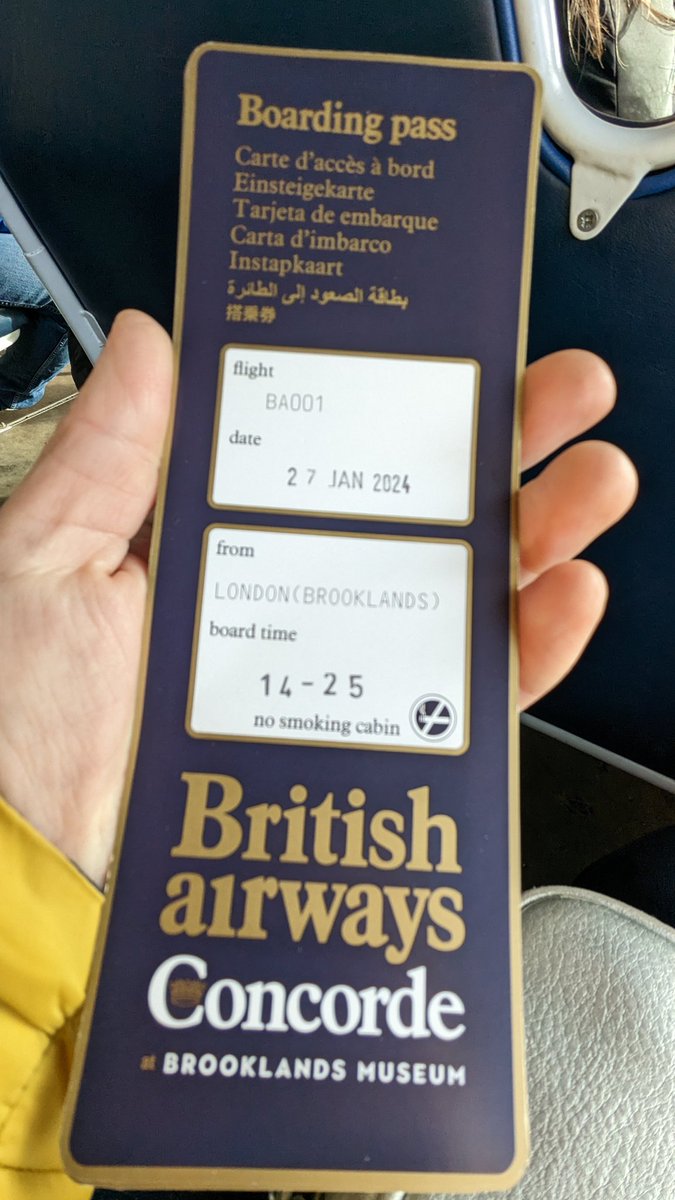 Boarding pass
Carte d'accès à bord
Einsteigekarte
Tarjeta de embarque
Carta d'imbarco
Instapkaart
بطاقة الصعود إلى الطائرة
搭乗券
flight
BA001
date
27 JAN 2024
from
LONDON(BROOKLANDS)
board time
14-25
no smoking cabin
British
airways
Concorde
at BROOKLANDS MUSEUM